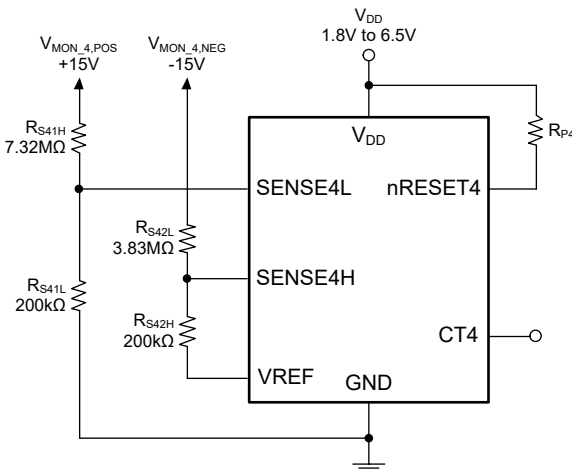 V_DD
1.8V to 6.5V
V_MON_4,POS
+15V
V_MON_4,NEG
-15V
R_S41H
7.32MΩ
R_S41L
200kΩ
R_S42L
3.83MΩ
R_S42H
200kΩ
V_DD
SENSE4L
nRESET4
SENSE4H
CT4
VREF
GND
R_P4